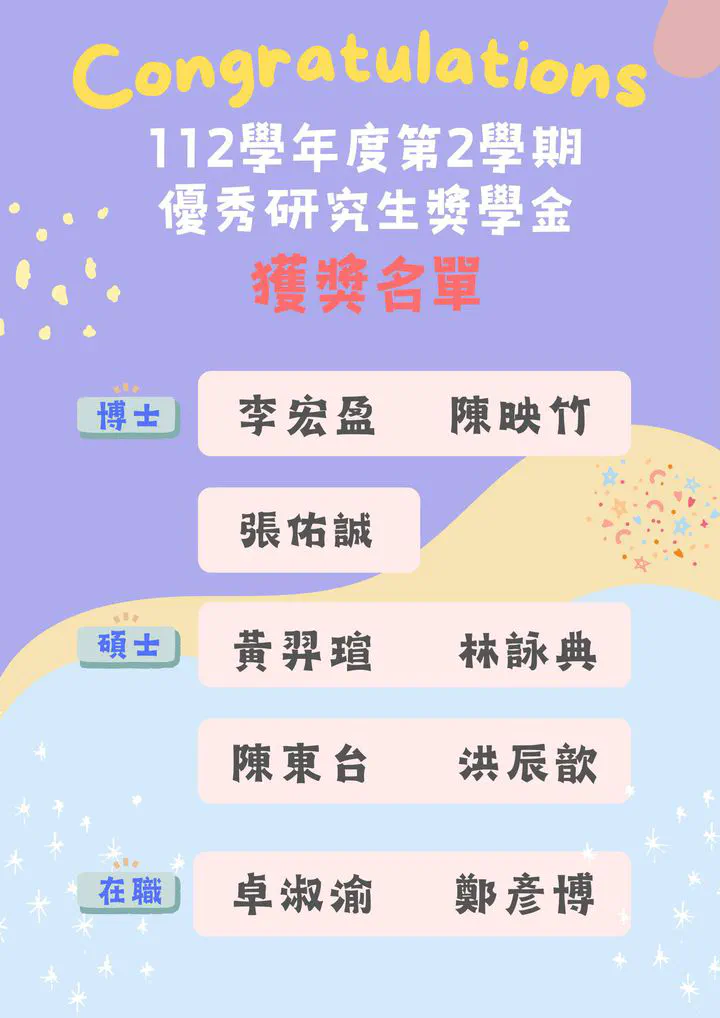 Congratulations
112學年度第2學期
優秀研究生獎學金
獲獎名單
博士 李宏盈 陳映竹
張佑誠
碩士 黃羿瑄 林詠典
陳東台 洪辰歆
在職 卓淑渝 鄭彥博